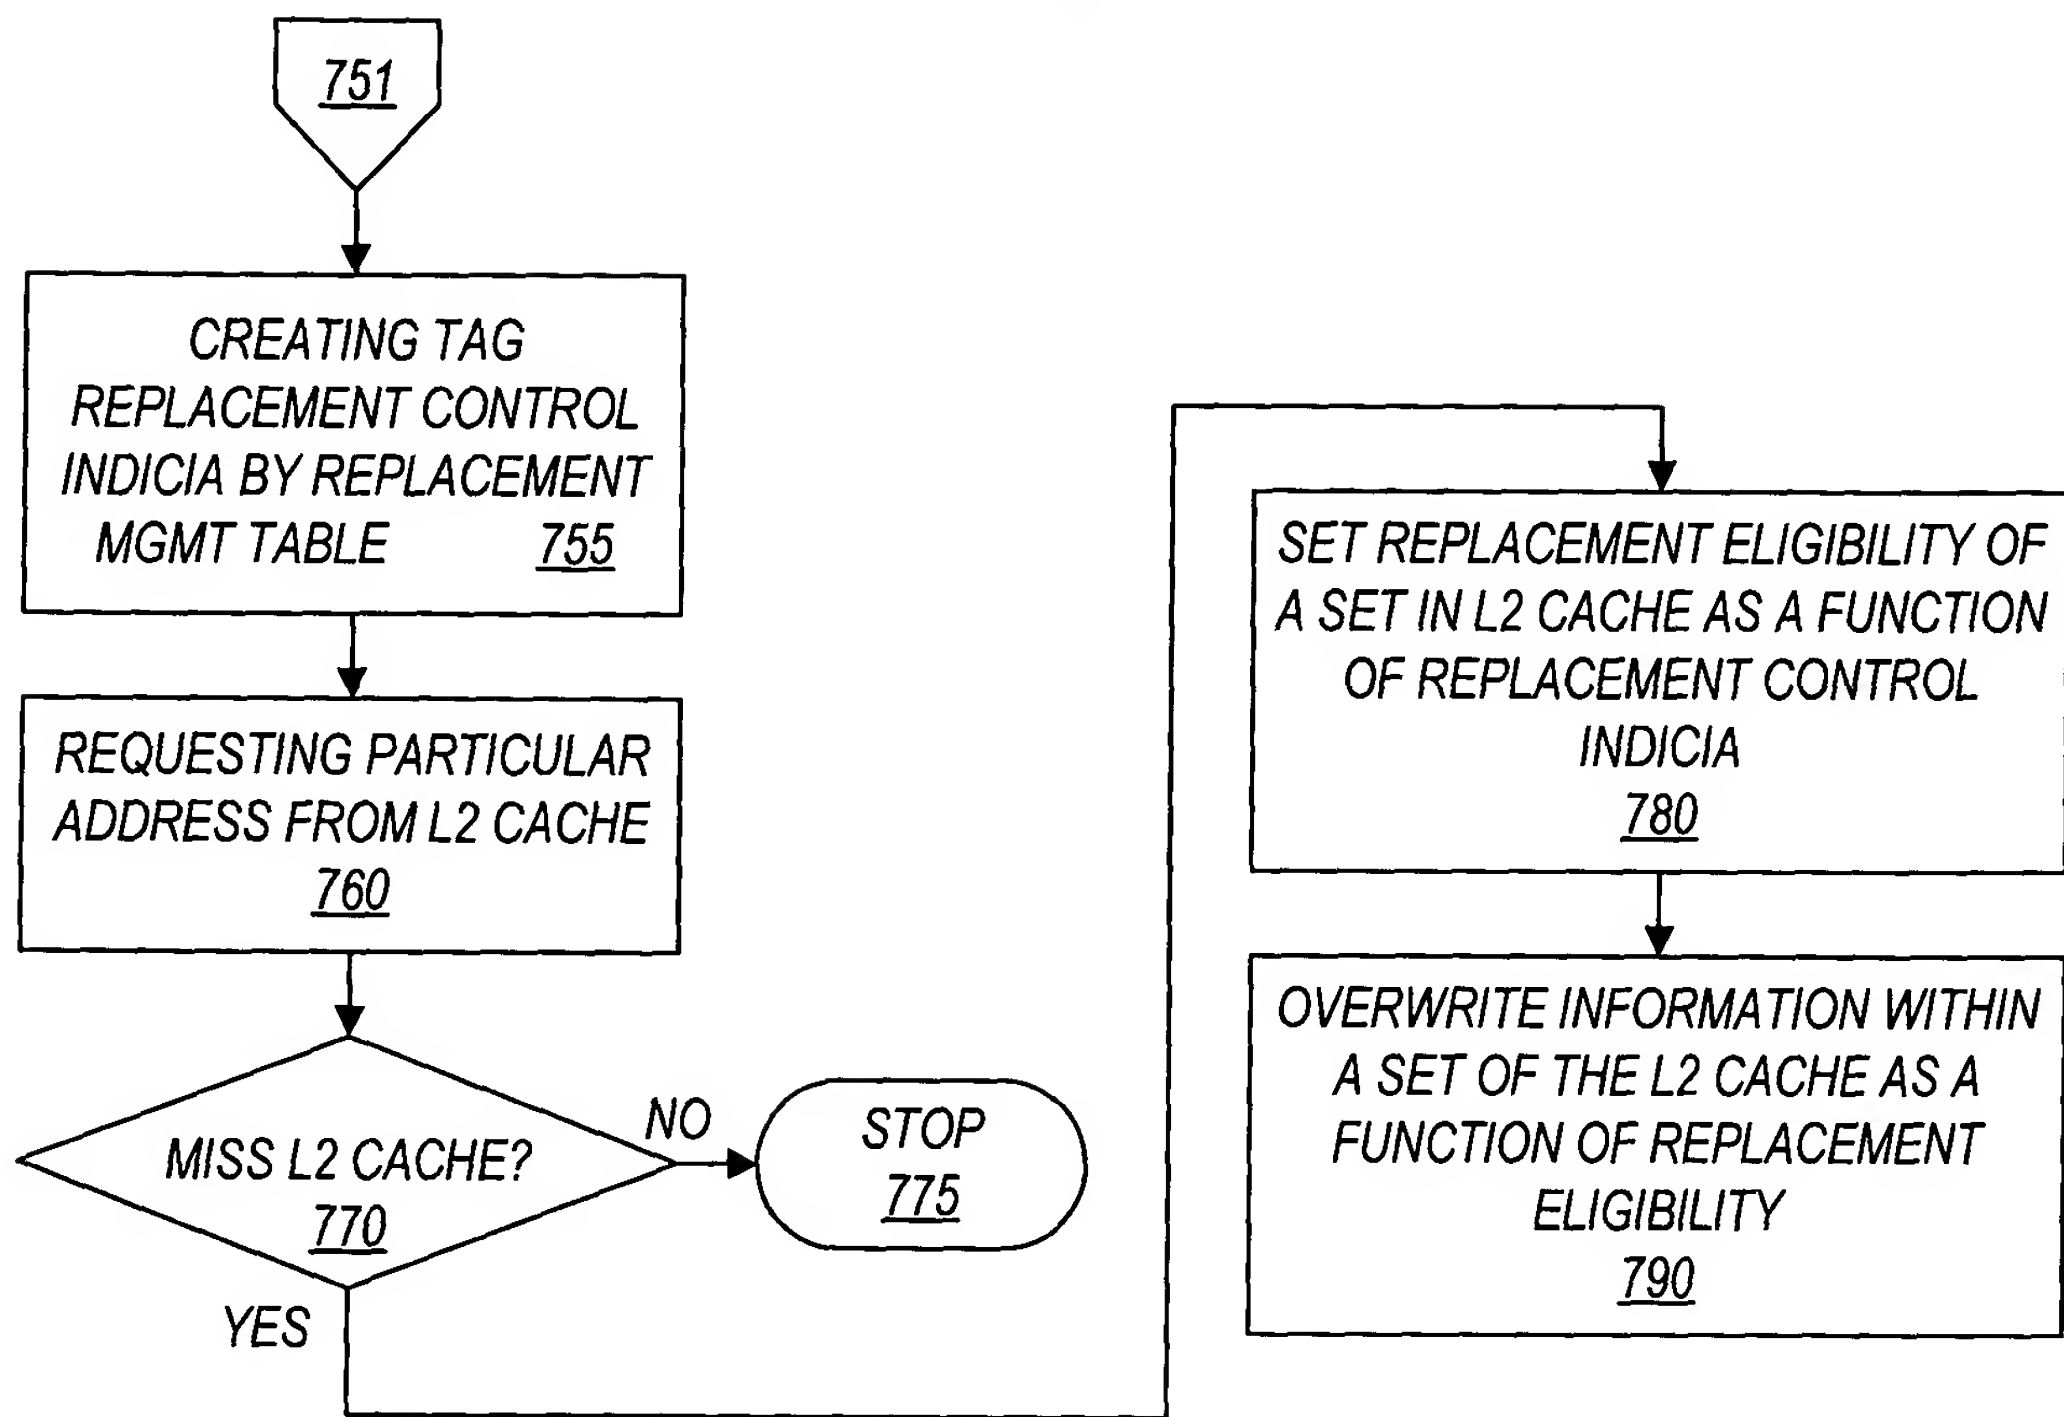 751
CREATING TAG
REPLACEMENT CONTROL
INDICIA BY REPLACEMENT
MGMT TABLE 755
REQUESTING PARTICULAR
ADDRESS FROM L2 CACHE
760
MISS L2 CACHE?
770
NO
STOP
775
YES
SET REPLACEMENT ELIGIBILITY OF
A SET IN L2 CACHE AS A FUNCTION
OF REPLACEMENT CONTROL
INDICIA
780
OVERWRITE INFORMATION WITHIN
A SET OF THE L2 CACHE AS A
FUNCTION OF REPLACEMENT
ELIGIBILITY
790